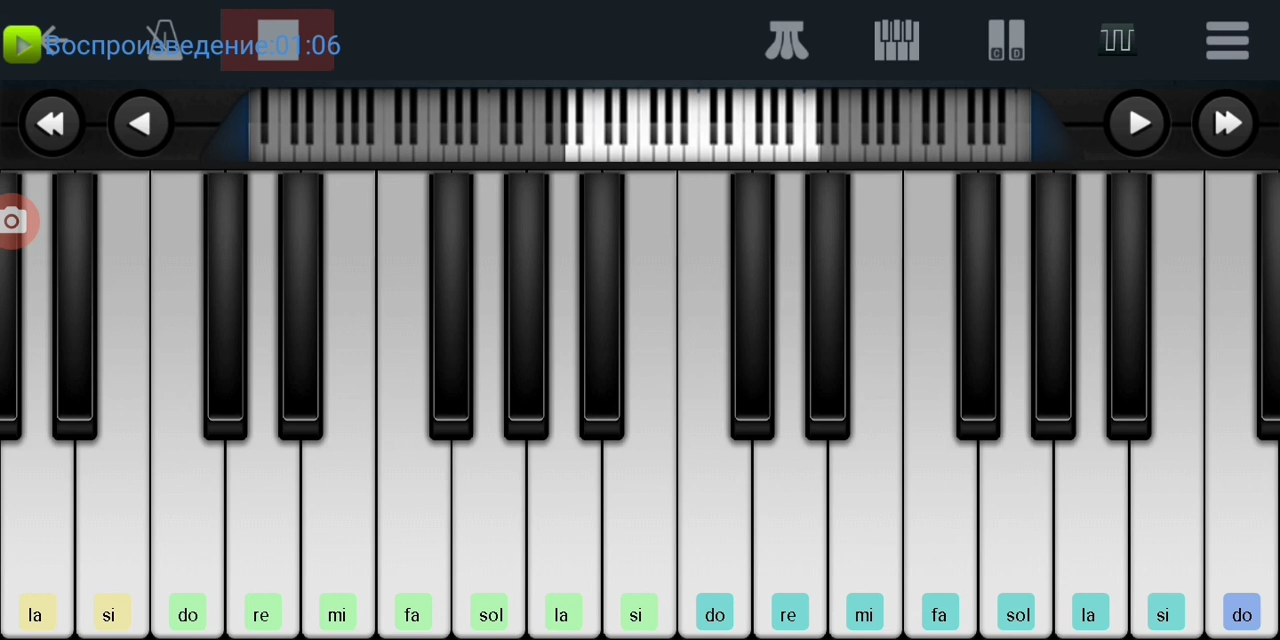 Воспроизведение:01:06
C D
la si do re mi fa sol la si do re mi fa sol la si do